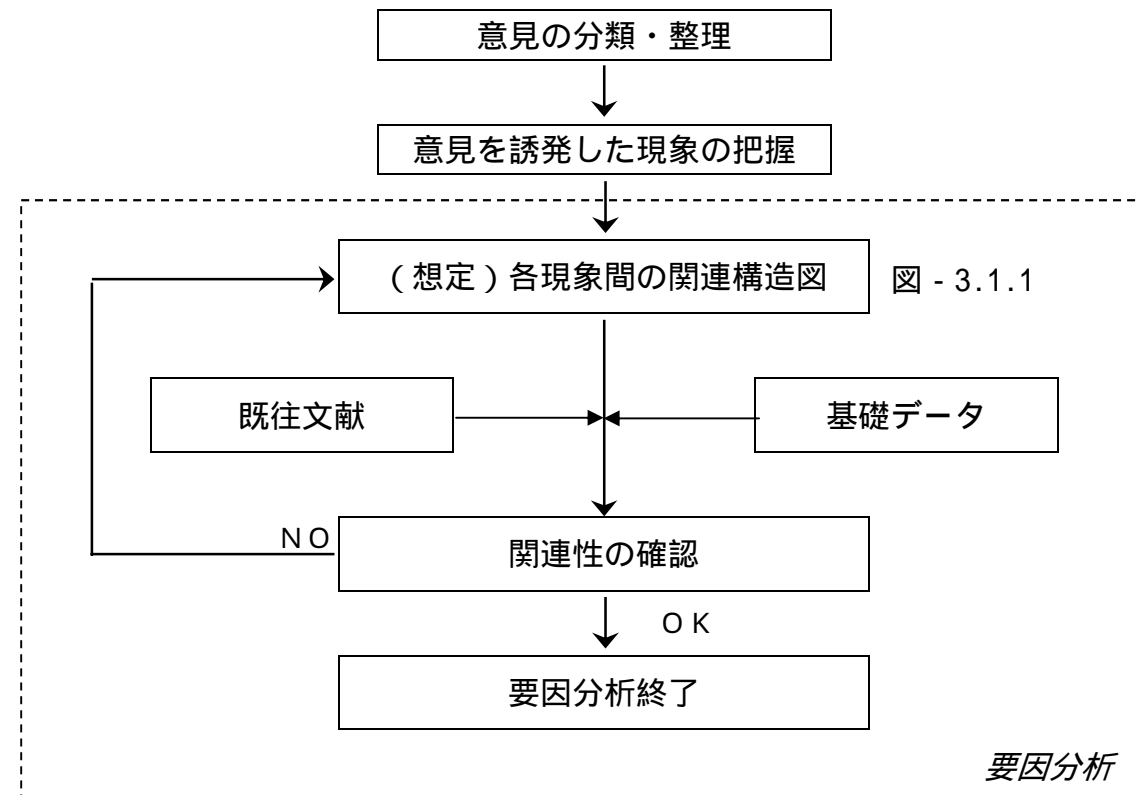 意見の分類・整理
意見を誘発した現象の把握
（想定）各現象間の関連構造図
図‐3.1.1
既往文献
基礎データ
NO
関連性の確認
OK
要因分析終了
要因分析